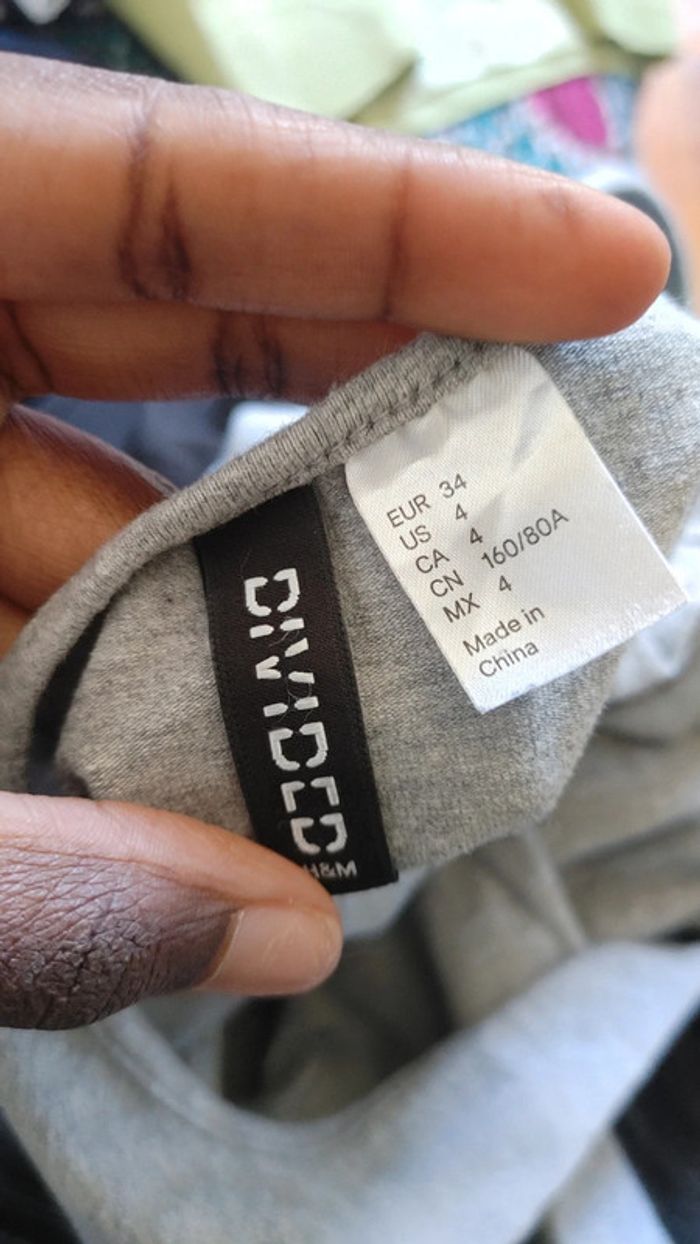 DIVIDED
H&M
EUR 34
US 4
CA 4
CN 160/80A
MX 4
Made in
China